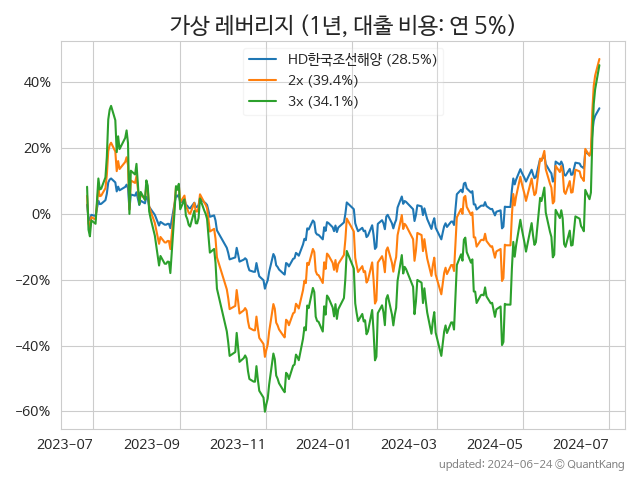 가상 레버리지 (1년, 대출 비용: 연 5%)
HD한국조선해양 (28.5%)
2x (39.4%)
3x (34.1%)
40%
20%
0%
−20%
−40%
−60%
2023-07 2023-09 2023-11 2024-01 2024-03 2024-05 2024-07
updated: 2024-06-24 ⓒ QuantKang